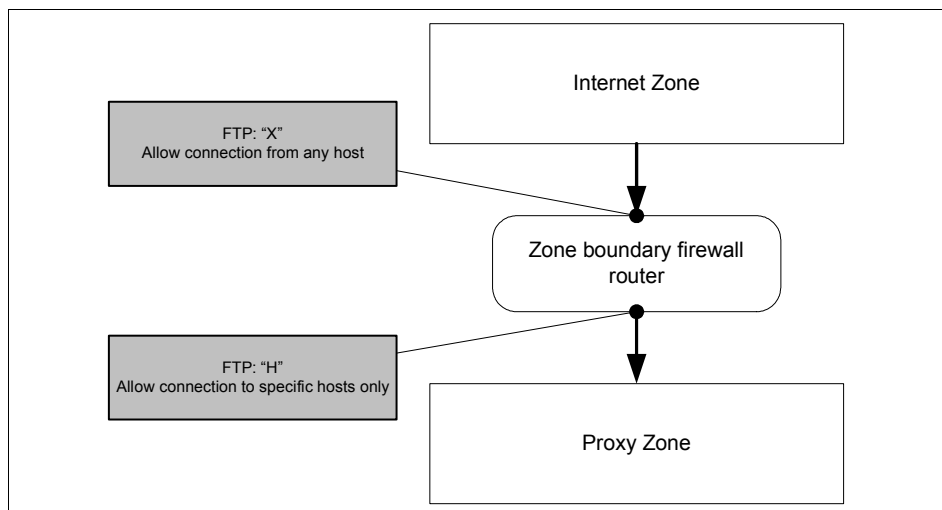 Internet Zone
FTP: “X”
Allow connection from any host
Zone boundary firewall
router
FTP: “H”
Allow connection to specific hosts only
Proxy Zone